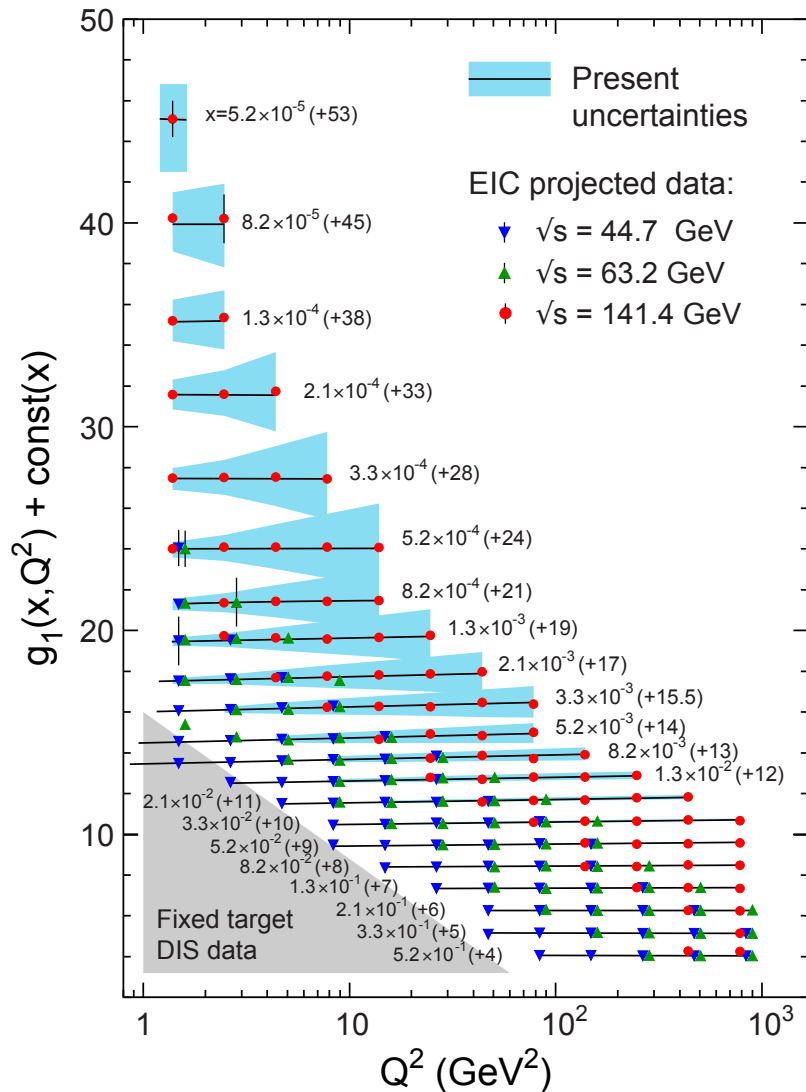 50
40
30
20
10
g₁(x,Q²) + const(x)
Present
uncertainties
EIC projected data:
√s = 44.7 GeV
√s = 63.2 GeV
√s = 141.4 GeV
x=5.2×10⁻⁵ (+53)
8.2×10⁻⁵ (+45)
1.3×10⁻⁴ (+38)
2.1×10⁻⁴ (+33)
3.3×10⁻⁴ (+28)
5.2×10⁻⁴ (+24)
8.2×10⁻⁴ (+21)
1.3×10⁻³ (+19)
2.1×10⁻³ (+17)
3.3×10⁻³ (+15.5)
5.2×10⁻³ (+14)
8.2×10⁻³ (+13)
1.3×10⁻² (+12)
2.1×10⁻² (+11)
3.3×10⁻² (+10)
5.2×10⁻² (+9)
8.2×10⁻² (+8)
1.3×10⁻¹ (+7)
2.1×10⁻¹ (+6)
3.3×10⁻¹ (+5)
5.2×10⁻¹ (+4)
Fixed target
DIS data
1 10 10² 10³
Q² (GeV²)